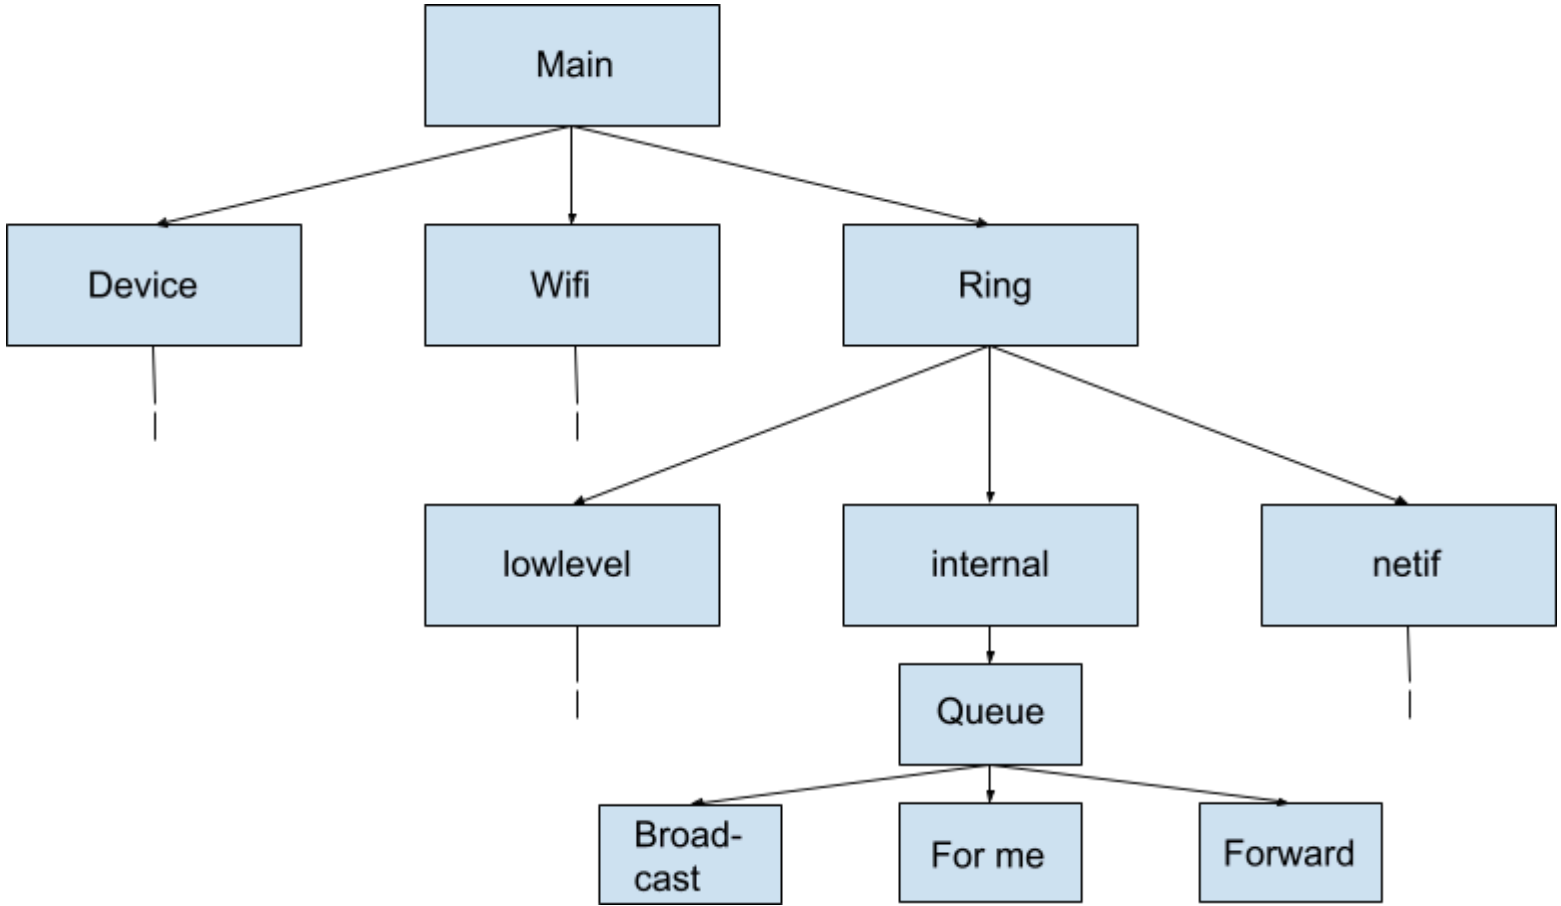 Main
Device
Wifi
Ring
lowlevel
internal
netif
Queue
Broad-
cast
For me
Forward